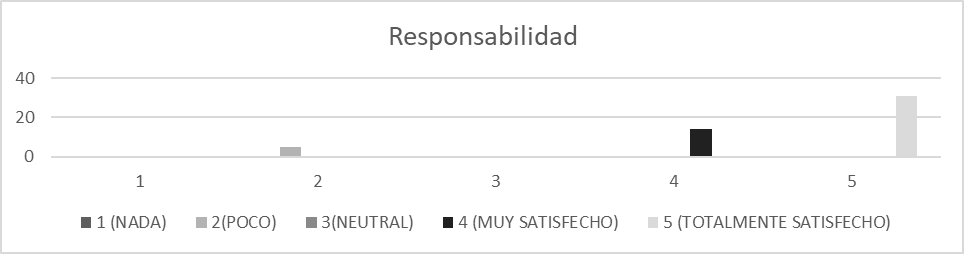 Responsabilidad
40
20
0
1 2 3 4 5
1 (NADA) 2(POCO) 3(NEUTRAL) 4 (MUY SATISFECHO) 5 (TOTALMENTE SATISFECHO)